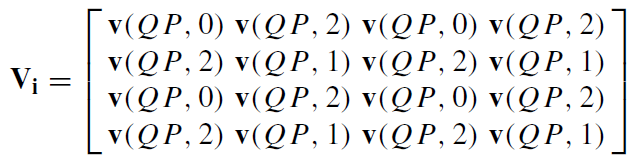 v(QP, 0) v(QP, 2) v(QP, 0) v(QP, 2)
Vi = v(QP, 2) v(QP, 1) v(QP, 2) v(QP, 1)
v(QP, 0) v(QP, 2) v(QP, 0) v(QP, 2)
v(QP, 2) v(QP, 1) v(QP, 2) v(QP, 1)